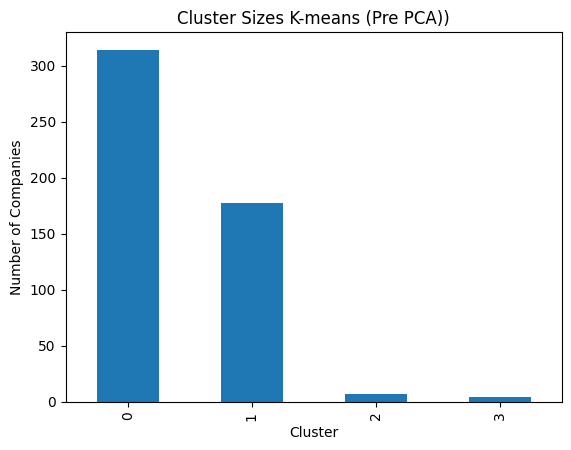 Cluster Sizes K-means (Pre PCA))
300
250
200
150
100
50
0
Number of Companies
0 1 2 3
Cluster